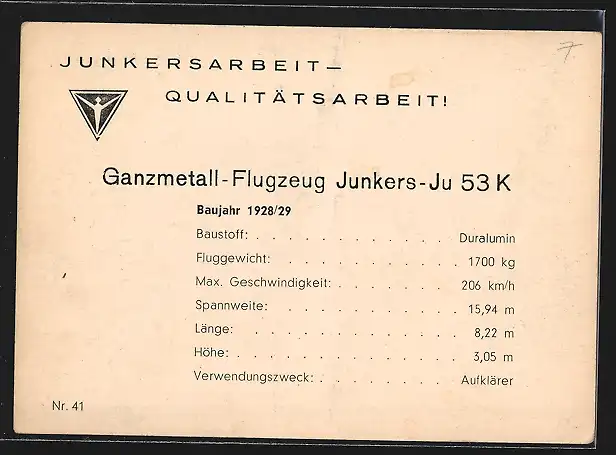 JUNKERSARBEIT—
QUALITÄTSARBEIT!
Ganzmetall-Flugzeug Junkers-Ju 53 K
Baujahr 1928/29
Baustoff: . . . . . . . . . . . . Duralumin
Fluggewicht: . . . . . . . . . . . 1700 kg
Max. Geschwindigkeit: . . . . . . . . 206 km/h
Spannweite: . . . . . . . . . . . 15,94 m
Länge: . . . . . . . . . . . . 8,22 m
Höhe: . . . . . . . . . . . . . 3,05 m
Verwendungszweck: . . . . . . . . Aufklärer
Nr. 41